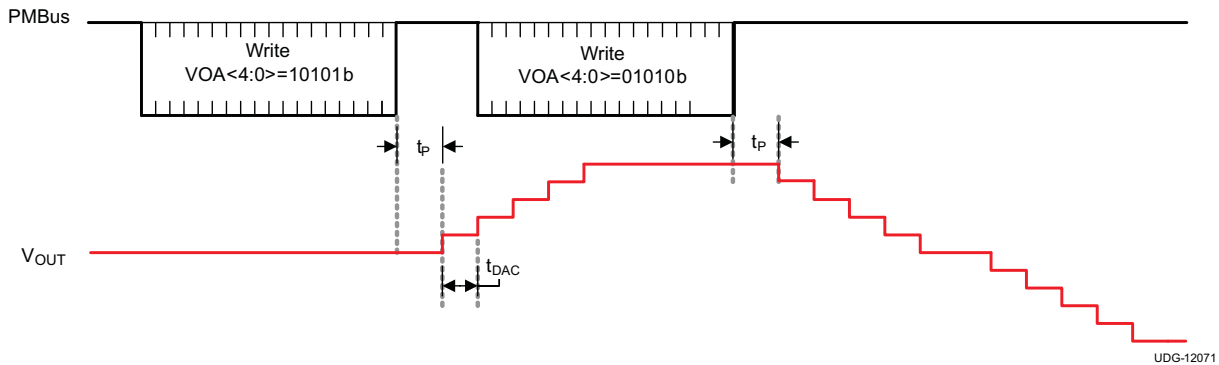 PMBus
Write
VOA<4:0>=10101b
Write
VOA<4:0>=01010b
tP
tP
VOUT
tDAC
UDG-12071